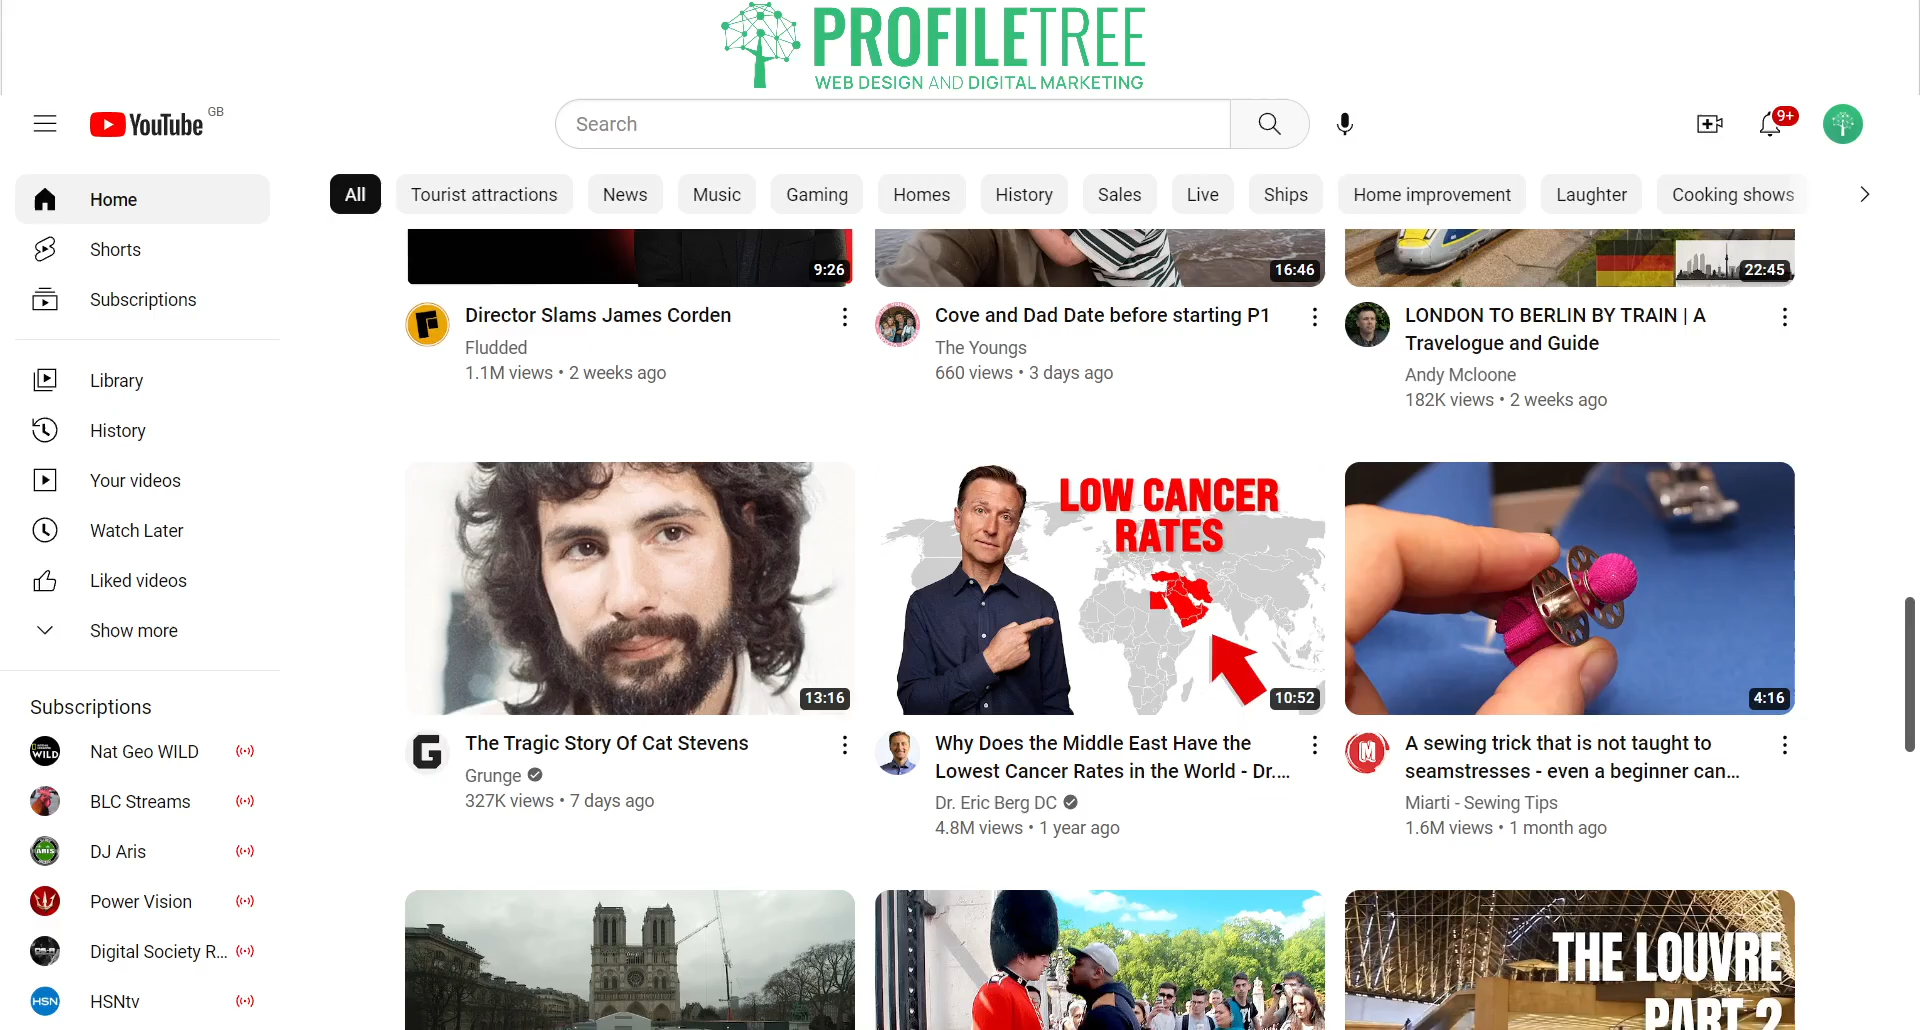 PROFILETREE
WEB DESIGN AND DIGITAL MARKETING
YouTube GB
Search
9+
Home
Shorts
Subscriptions
Library
History
Your videos
Watch Later
Liked videos
Show more
Subscriptions
Nat Geo WILD
BLC Streams
DJ Aris
Power Vision
Digital Society R...
HSN
HSNtv
All
Tourist attractions
News
Music
Gaming
Homes
History
Sales
Live
Ships
Home improvement
Laughter
Cooking shows
9:26
Director Slams James Corden
Fludded
1.1M views • 2 weeks ago
16:46
Cove and Dad Date before starting P1
The Youngs
660 views • 3 days ago
22:45
LONDON TO BERLIN BY TRAIN | A
Travelogue and Guide
Andy Mcloone
182K views • 2 weeks ago
13:16
The Tragic Story Of Cat Stevens
Grunge
327K views • 7 days ago
LOW CANCER
RATES
10:52
Why Does the Middle East Have the
Lowest Cancer Rates in the World - Dr....
Dr. Eric Berg DC
4.8M views • 1 year ago
4:16
A sewing trick that is not taught to
seamstresses - even a beginner can...
Miarti - Sewing Tips
1.6M views • 1 month ago
THE LOUVRE
PART 2